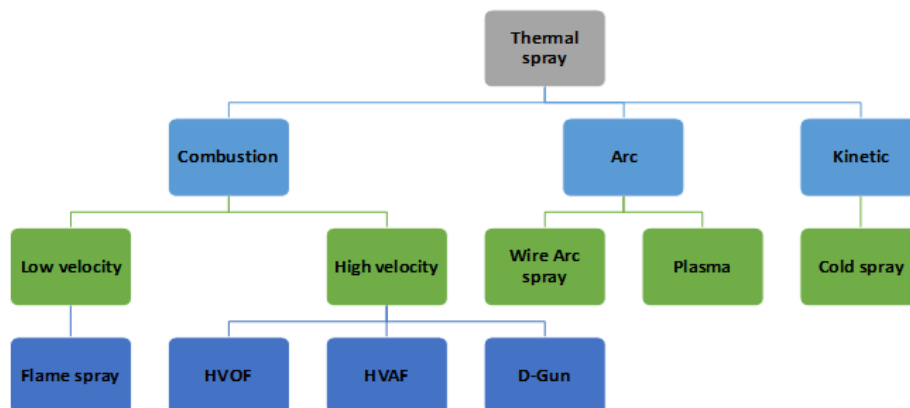 Thermal
spray
Combustion
Arc
Kinetic
Low velocity
High velocity
Wire Arc
spray
Plasma
Cold spray
Flame spray
HVOF
HVAF
D-Gun